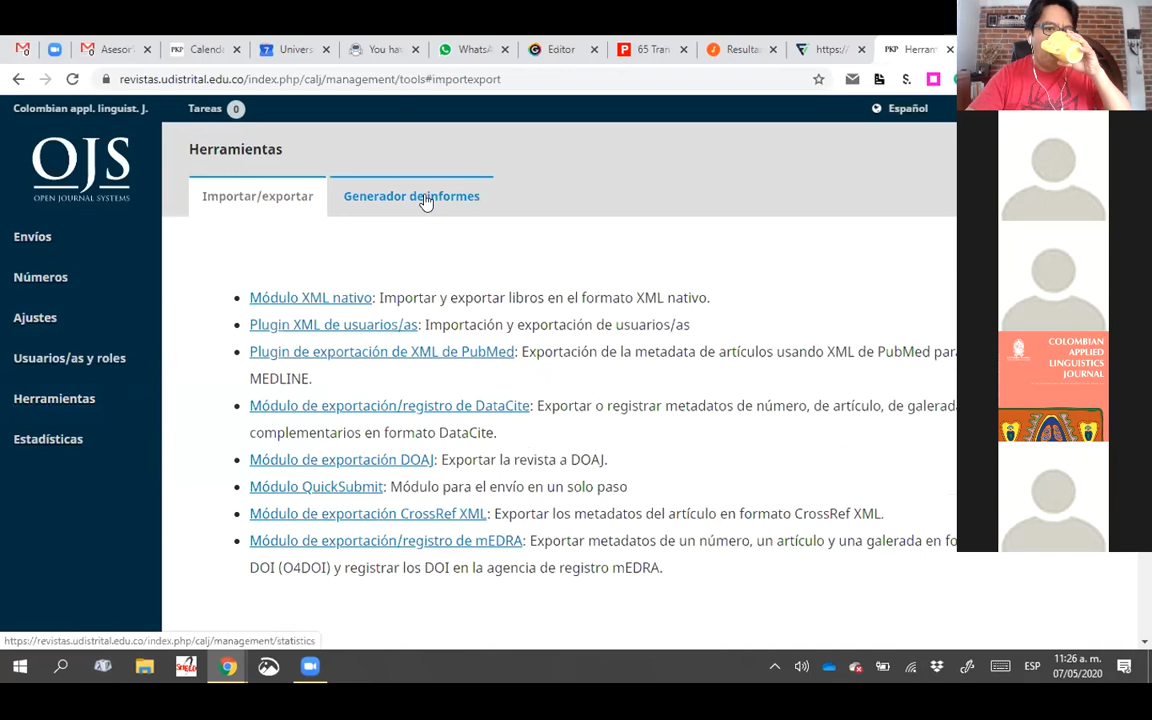 Asesor
Calenda
Univers
You ha
WhatsA
Editor
65 Tran
Resulta
https:/
Herram
revistas.udistrital.edu.co/index.php/calj/management/tools#importexport
Colombian appl. linguist. J.
Tareas 0
Español
OJS
OPEN JOURNAL SYSTEMS
Herramientas
Importar/exportar
Generador de informes
Envíos
Números
Ajustes
Usuarios/as y roles
Herramientas
Estadísticas
Módulo XML nativo: Importar y exportar libros en el formato XML nativo.
Plugin XML de usuarios/as: Importación y exportación de usuarios/as
Plugin de exportación de XML de PubMed: Exportación de la metadata de artículos usando XML de PubMed para
MEDLINE.
Módulo de exportación/registro de DataCite: Exportar o registrar metadatos de número, de artículo, de galerada
complementarios en formato DataCite.
Módulo de exportación DOAJ: Exportar la revista a DOAJ.
Módulo QuickSubmit: Módulo para el envío en un solo paso
Módulo de exportación CrossRef XML: Exportar los metadatos del artículo en formato CrossRef XML.
Módulo de exportación/registro de mEDRA: Exportar metadatos de un número, un artículo y una galerada en fo
DOI (O4DOI) y registrar los DOI en la agencia de registro mEDRA.
COLOMBIAN
APPLIED
LINGUISTICS
JOURNAL
https://revistas.udistrital.edu.co/index.php/calj/management/statistics
ESP
11:26 a. m.
07/05/2020